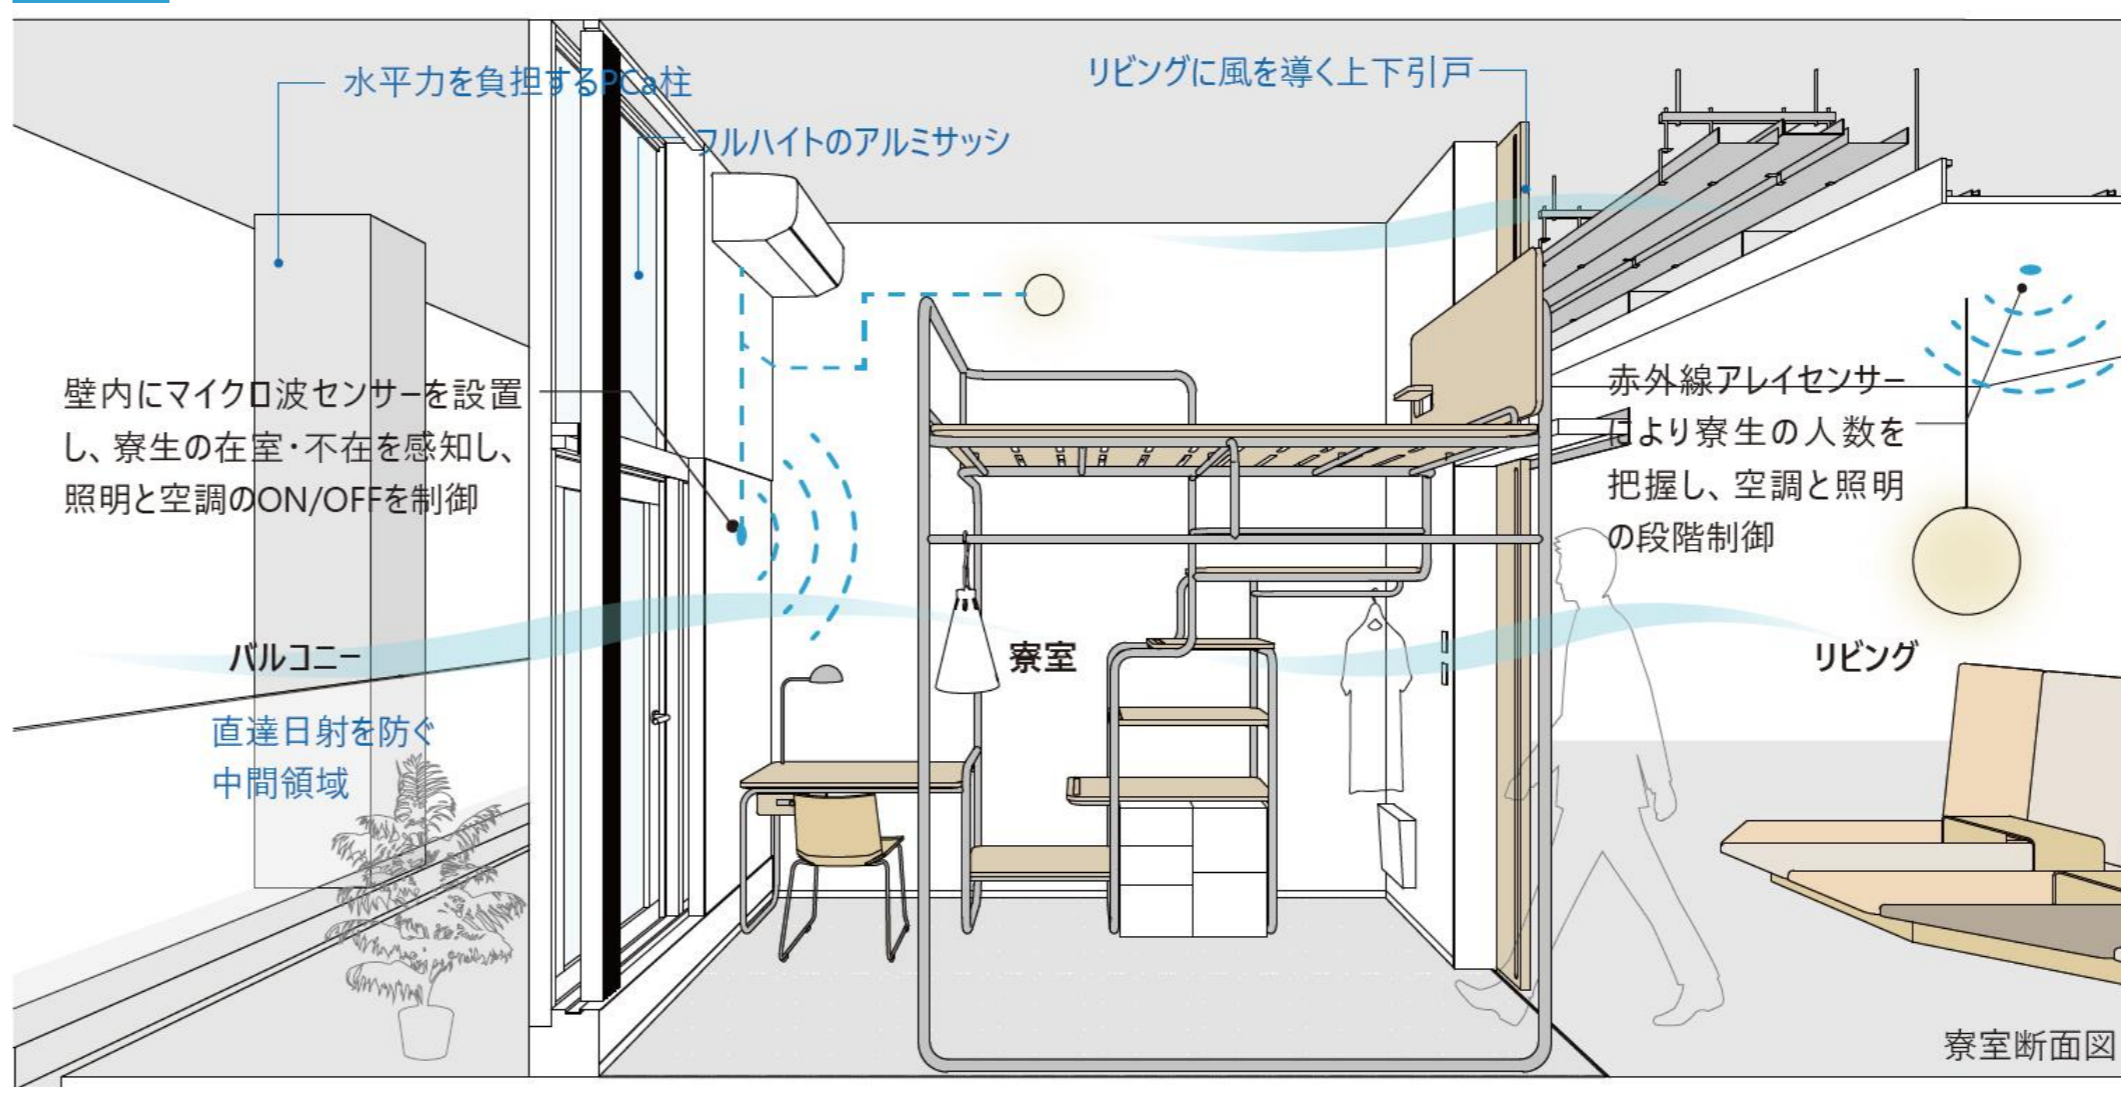 水平力を負担するPCa柱
リビングに風を導く上下引戸
フルハイトのアルミサッシ
壁内にマイクロ波センサーを設置
し、寮生の在室・不在を感知し、
照明と空調のON/OFFを制御
赤外線アレイセンサー
により寮生の人数を
把握し、空調と照明
の段階制御
バルコニー
寮室
リビング
直達日射を防ぐ
中間領域
寮室断面図